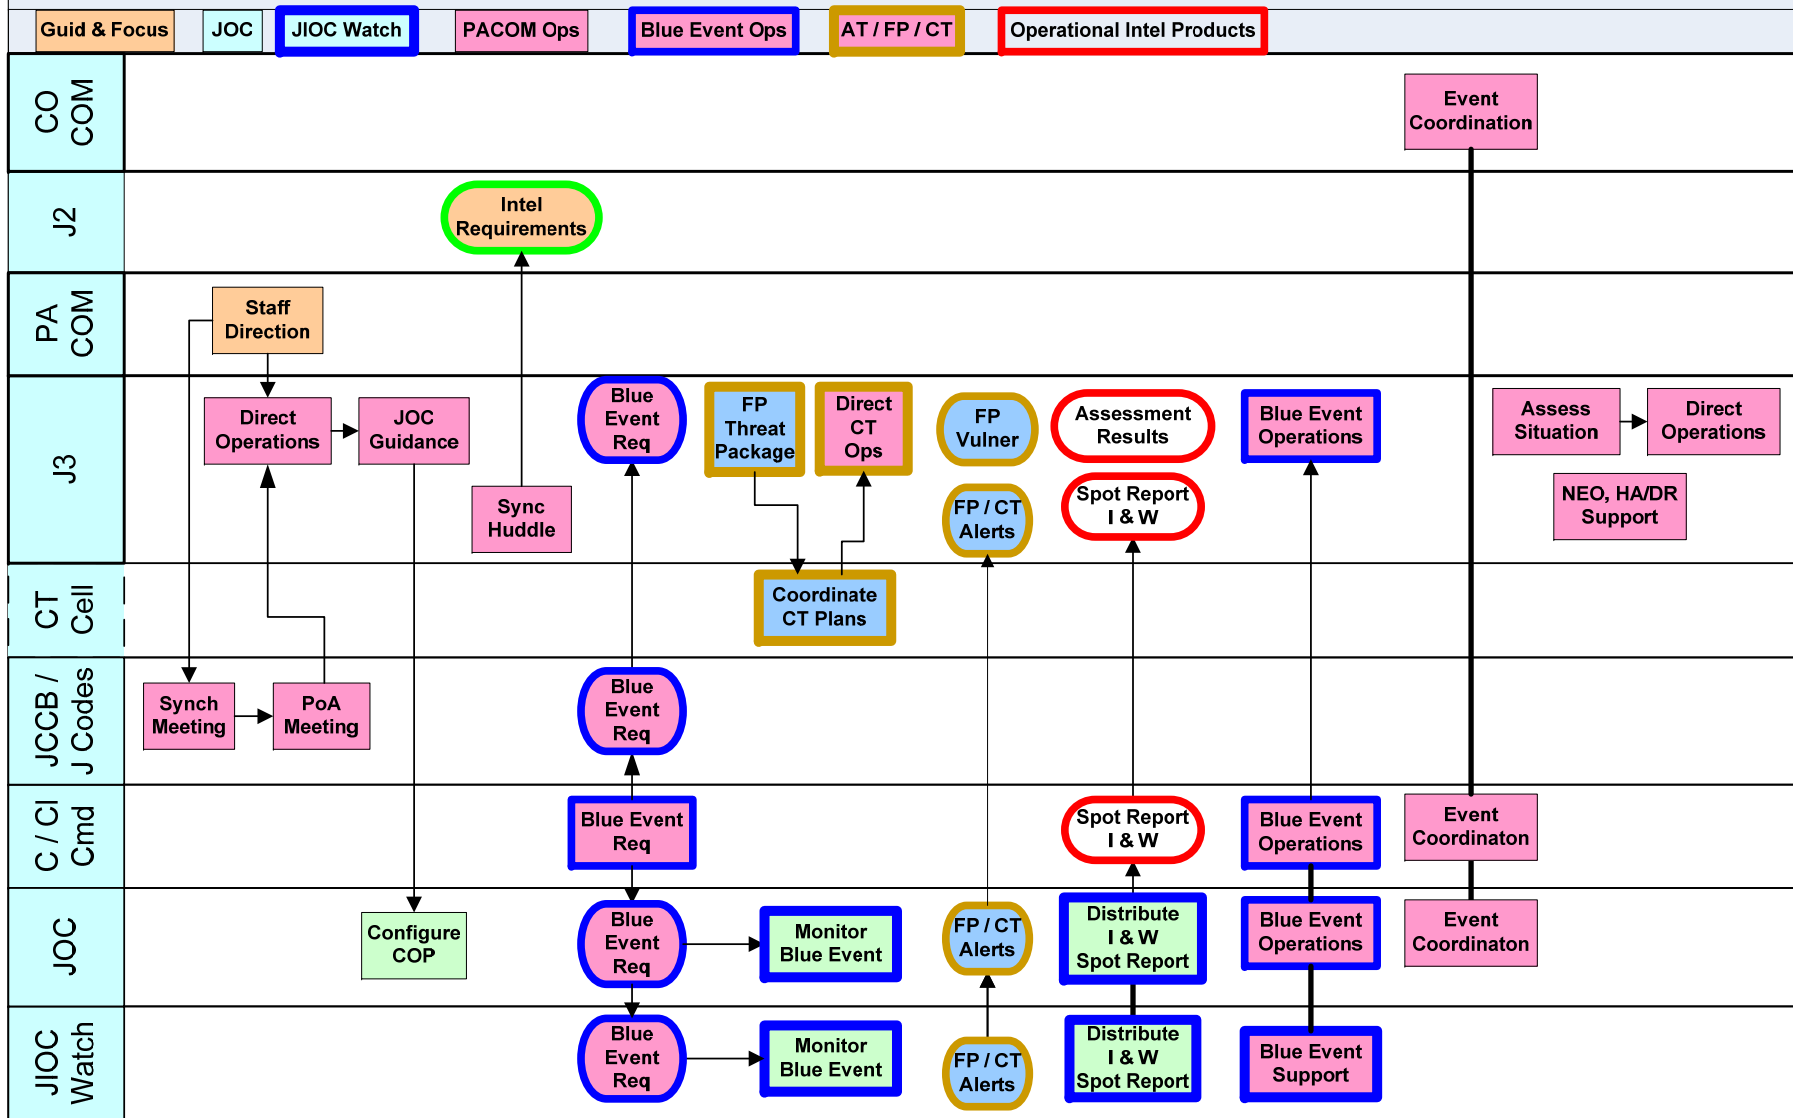 Guid & Focus
JOC
JIOC Watch
PACOM Ops
Blue Event Ops
AT / FP / CT
Operational Intel Products
CO
COM
Event
Coordination
J2
Intel
Requirements
PA
COM
Staff
Direction
J3
Direct
Operations
JOC
Guidance
Sync
Huddle
Blue
Event
Req
FP
Threat
Package
Direct
CT
Ops
FP
Vulner
FP / CT
Alerts
Assessment
Results
Spot Report
I & W
Blue Event
Operations
Assess
Situation
Direct
Operations
NEO, HA/DR
Support
CT
Cell
Coordinate
CT Plans
JCCB /
J Codes
Synch
Meeting
PoA
Meeting
Blue
Event
Req
C / CI
Cmd
Blue Event
Req
Spot Report
I & W
Blue Event
Operations
Event
Coordinaton
JOC
Configure
COP
Blue
Event
Req
Monitor
Blue Event
FP / CT
Alerts
Distribute
I & W
Spot Report
Blue Event
Operations
Event
Coordinaton
JIOC
Watch
Blue
Event
Req
Monitor
Blue Event
FP / CT
Alerts
Distribute
I & W
Spot Report
Blue Event
Support